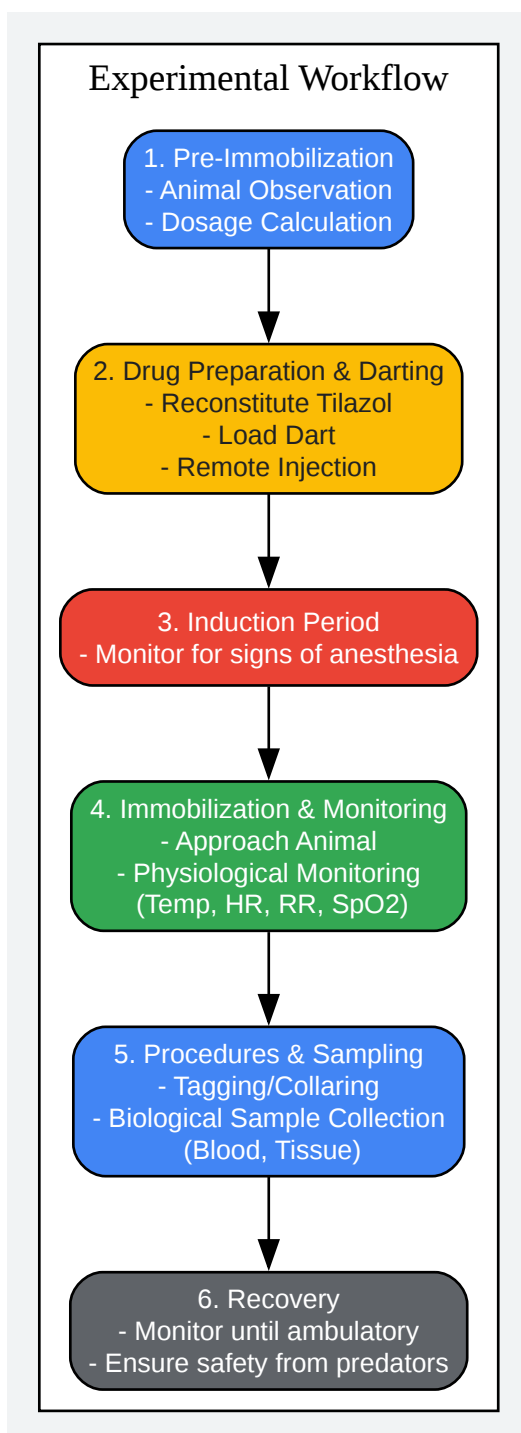 Experimental Workflow
1. Pre-Immobilization
- Animal Observation
- Dosage Calculation
2. Drug Preparation & Darting
- Reconstitute Tilazol
- Load Dart
- Remote Injection
3. Induction Period
- Monitor for signs of anesthesia
4. Immobilization & Monitoring
- Approach Animal
- Physiological Monitoring
(Temp, HR, RR, SpO2)
5. Procedures & Sampling
- Tagging/Collaring
- Biological Sample Collection
(Blood, Tissue)
6. Recovery
- Monitor until ambulatory
- Ensure safety from predators